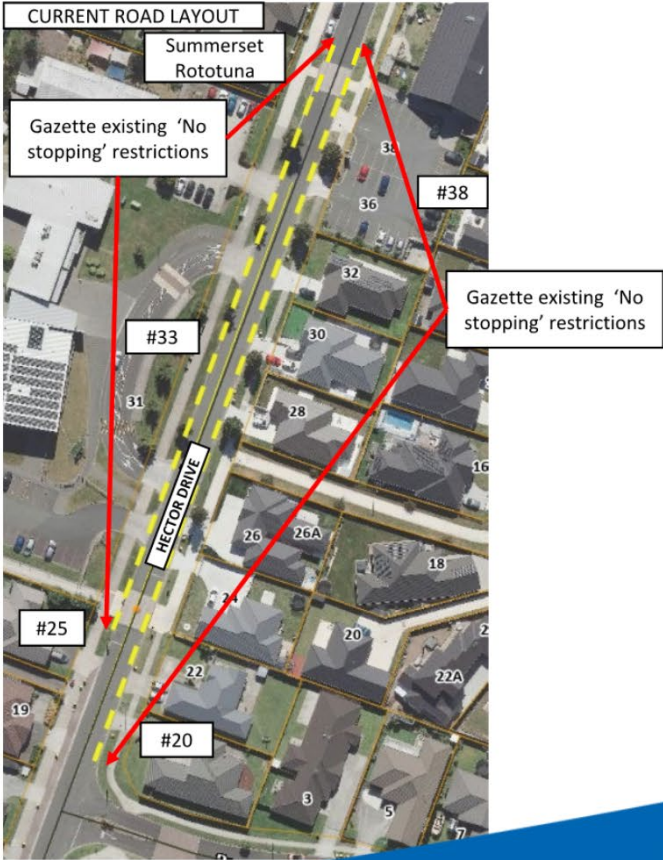 CURRENT ROAD LAYOUT
Summerset
Rototuna
Gazette existing ‘No
stopping’ restrictions
38
#38
36
32
Gazette existing ‘No
stopping’ restrictions
30
#33
31
28
16
HECTOR DRIVE
26
26A
18
24
#25
20
22
22A
19
#20
3
5
7